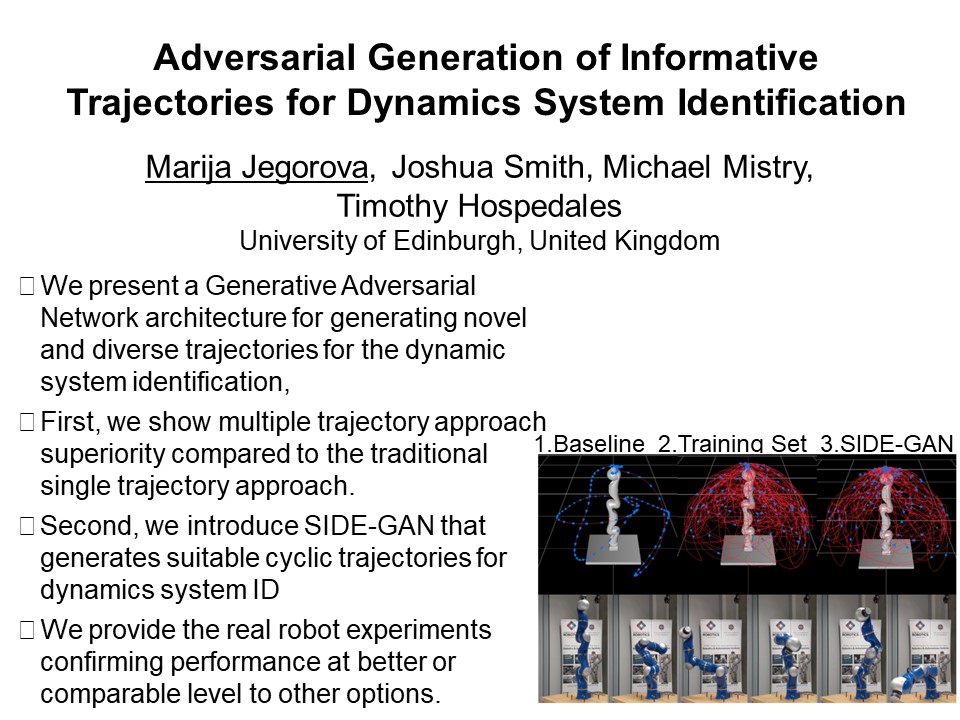 Adversarial Generation of Informative
Trajectories for Dynamics System Identification
Marija Jegorova, Joshua Smith, Michael Mistry,
Timothy Hospedales
University of Edinburgh, United Kingdom
We present a Generative Adversarial
Network architecture for generating novel
and diverse trajectories for the dynamic
system identification,
First, we show multiple trajectory approach
superiority compared to the traditional
single trajectory approach.
Second, we introduce SIDE-GAN that
generates suitable cyclic trajectories for
dynamics system ID
We provide the real robot experiments
confirming performance at better or
comparable level to other options.
1.Baseline 2.Training Set 3.SIDE-GAN